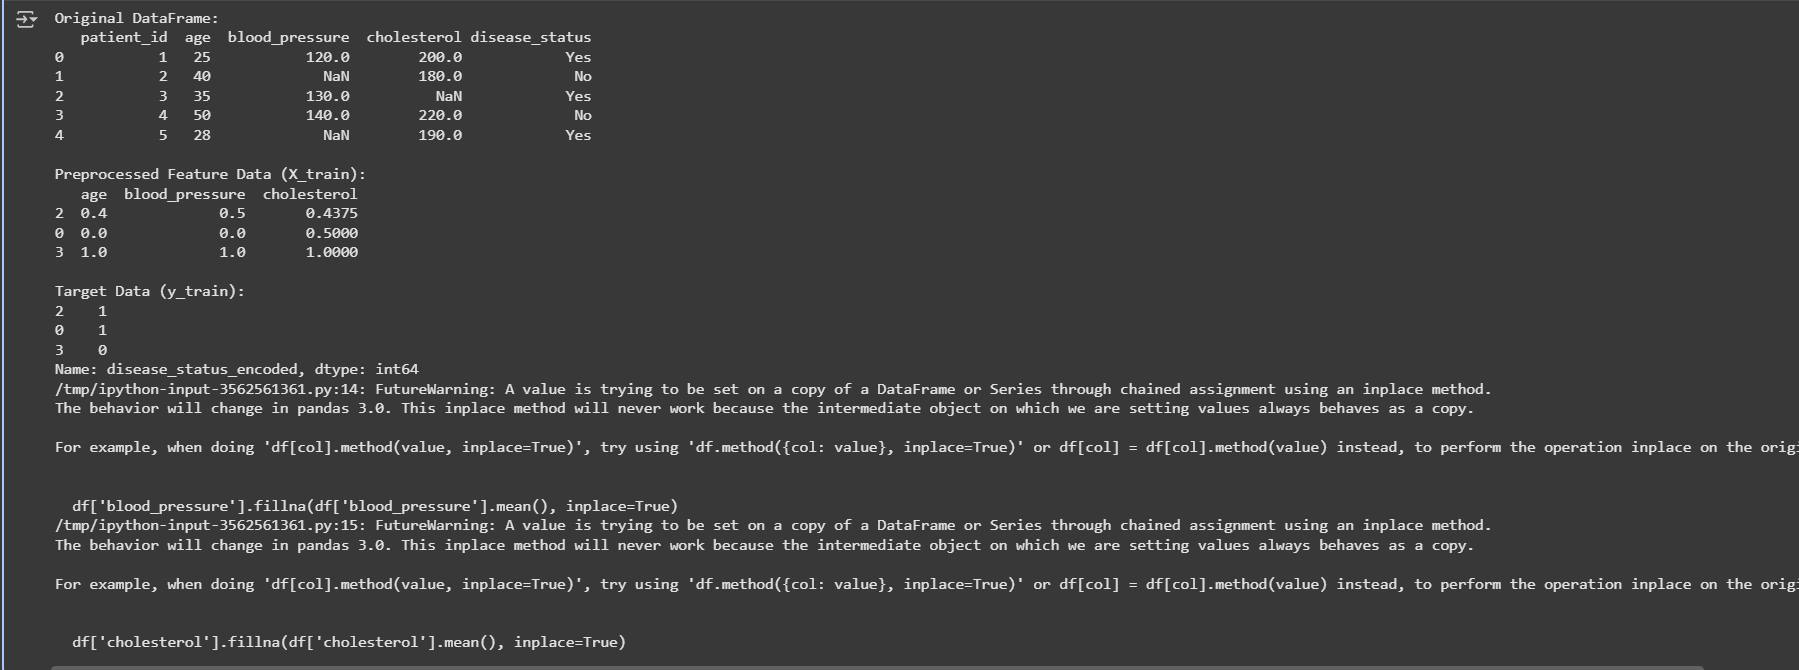 Original DataFrame:
   patient_id  age  blood_pressure  cholesterol disease_status
0           1   25           120.0        200.0            Yes
1           2   40             NaN        180.0             No
2           3   35           130.0          NaN            Yes
3           4   50           140.0        220.0             No
4           5   28             NaN        190.0            Yes

Preprocessed Feature Data (X_train):
   age  blood_pressure  cholesterol
2  0.4             0.5       0.4375
0  0.0             0.0       0.5000
3  1.0             1.0       1.0000

Target Data (y_train):
2    1
0    1
3    0
Name: disease_status_encoded, dtype: int64
/tmp/ipython-input-3562561361.py:14: FutureWarning: A value is trying to be set on a copy of a DataFrame or Series through chained assignment using an inplace method.
The behavior will change in pandas 3.0. This inplace method will never work because the intermediate object on which we are setting values always behaves as a copy.

For example, when doing 'df[col].method(value, inplace=True)', try using 'df.method({col: value}, inplace=True)' or df[col] = df[col].method(value) instead, to perform the operation inplace on the origi

  df['blood_pressure'].fillna(df['blood_pressure'].mean(), inplace=True)
/tmp/ipython-input-3562561361.py:15: FutureWarning: A value is trying to be set on a copy of a DataFrame or Series through chained assignment using an inplace method.
The behavior will change in pandas 3.0. This inplace method will never work because the intermediate object on which we are setting values always behaves as a copy.

For example, when doing 'df[col].method(value, inplace=True)', try using 'df.method({col: value}, inplace=True)' or df[col] = df[col].method(value) instead, to perform the operation inplace on the origi

  df['cholesterol'].fillna(df['cholesterol'].mean(), inplace=True)